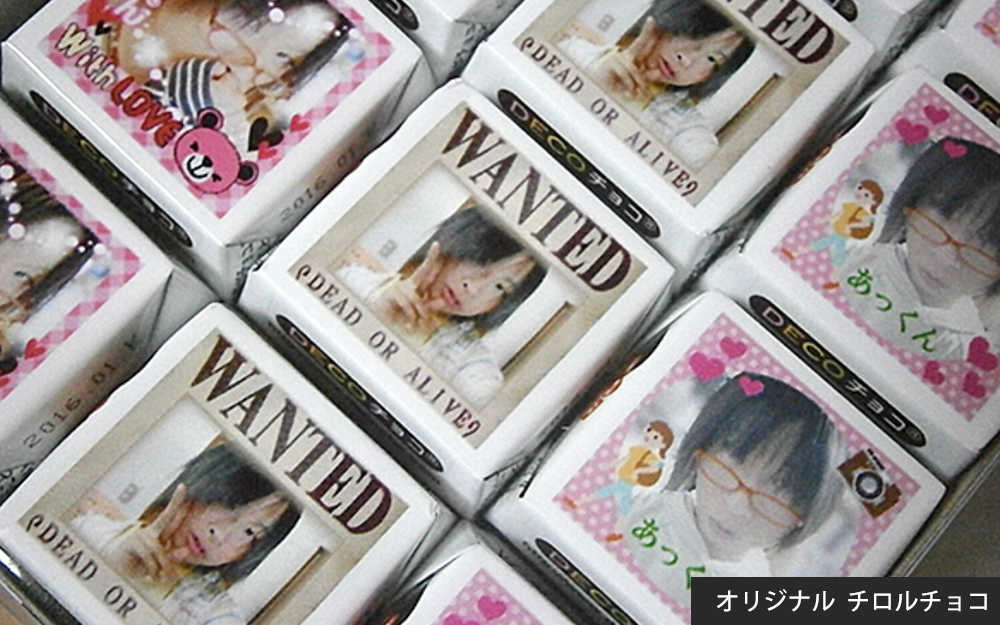 With LOVE
DECOチョコ
2016.01
WANTED
DEAD OR ALIVE
DECOチョコ
WANTED
DEAD OR ALIVE
DECOチョコ
あっくん
DECOチョコ
2016.01
WANTED
DEAD OR
あっく
DECO
オリジナル チロルチョコ